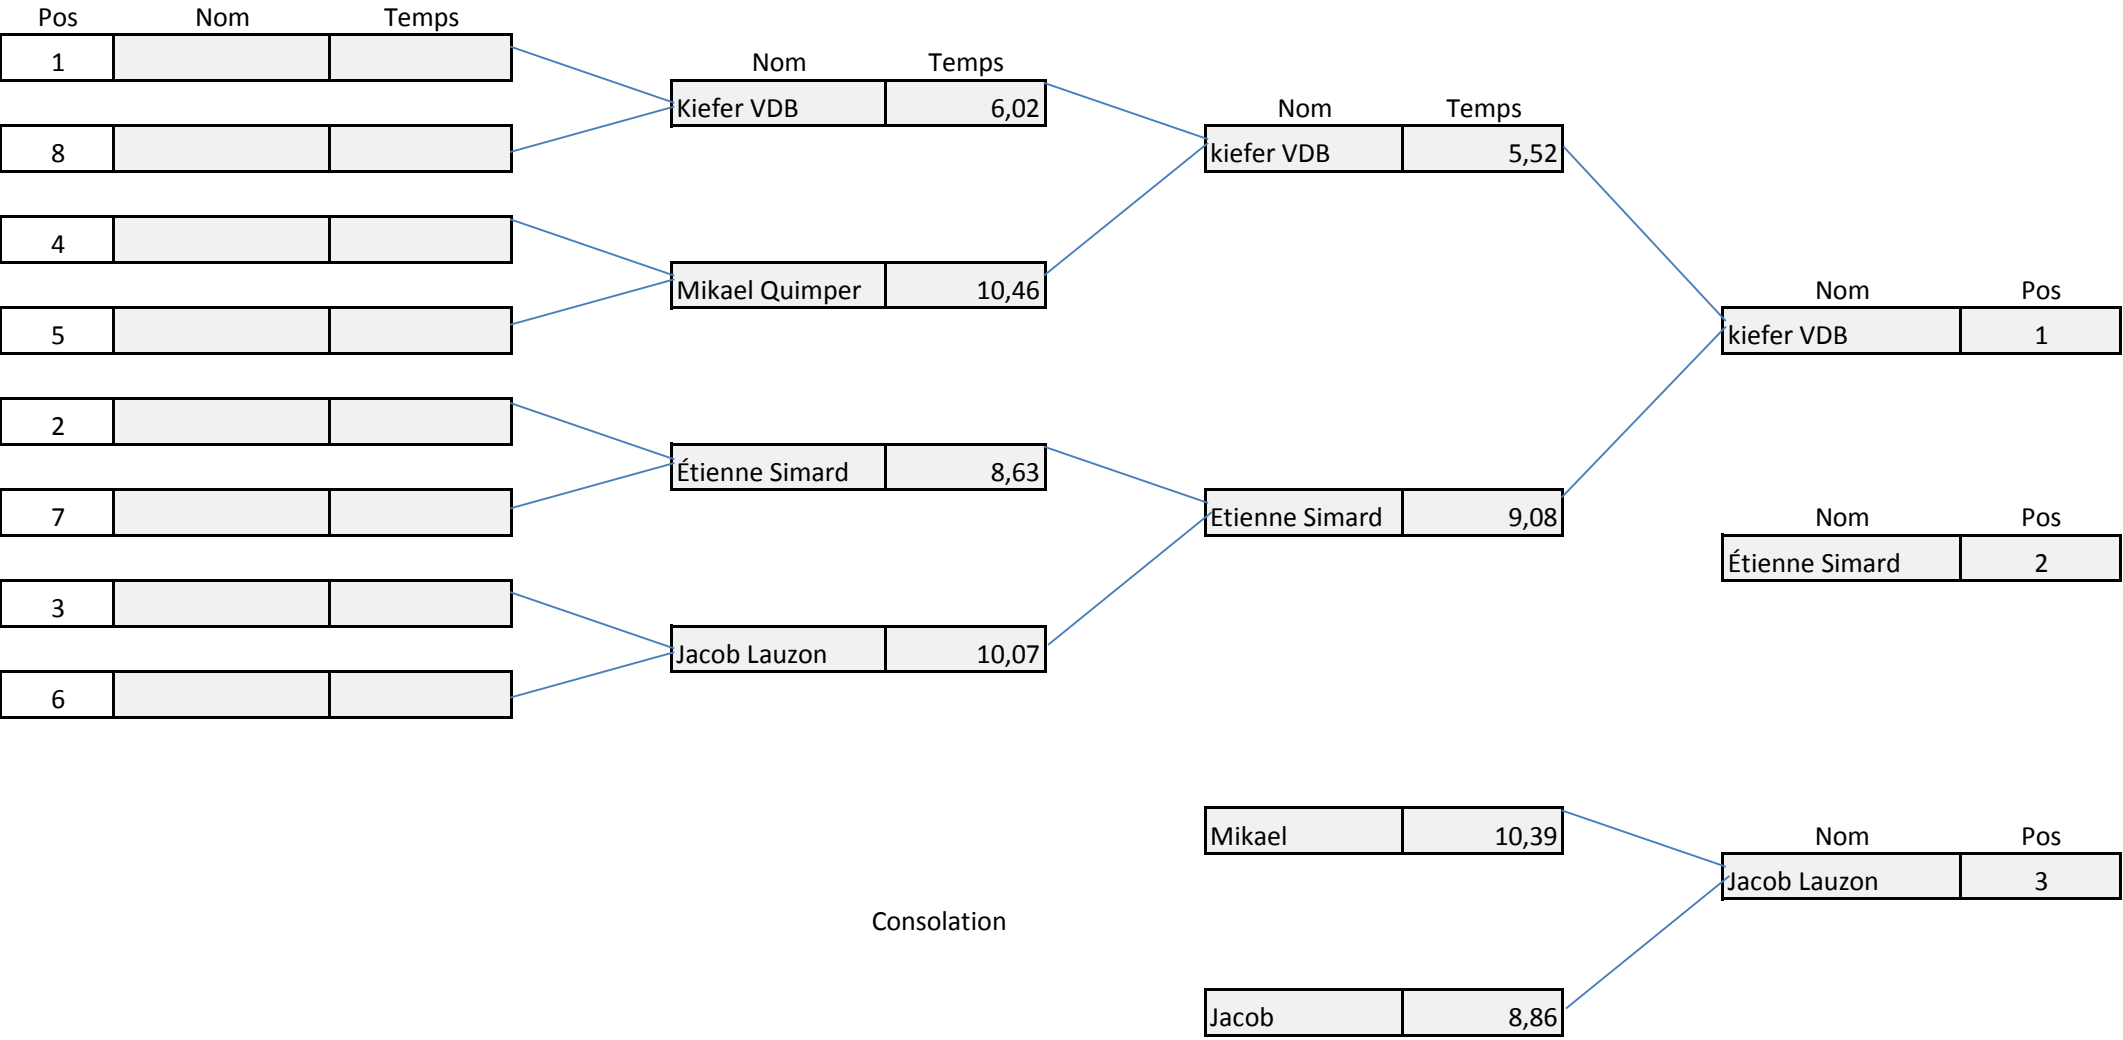 Pos Nom Temps
1
Nom Temps
Kiefer VDB 6,02
Nom Temps
8
kiefer VDB 5,52
4
Mikael Quimper 10,46
Nom Pos
5
kiefer VDB 1
2
Étienne Simard 8,63
7
Etienne Simard 9,08
Nom Pos
Étienne Simard 2
3
Jacob Lauzon 10,07
6
Mikael 10,39
Nom Pos
Jacob Lauzon 3
Consolation
Jacob 8,86